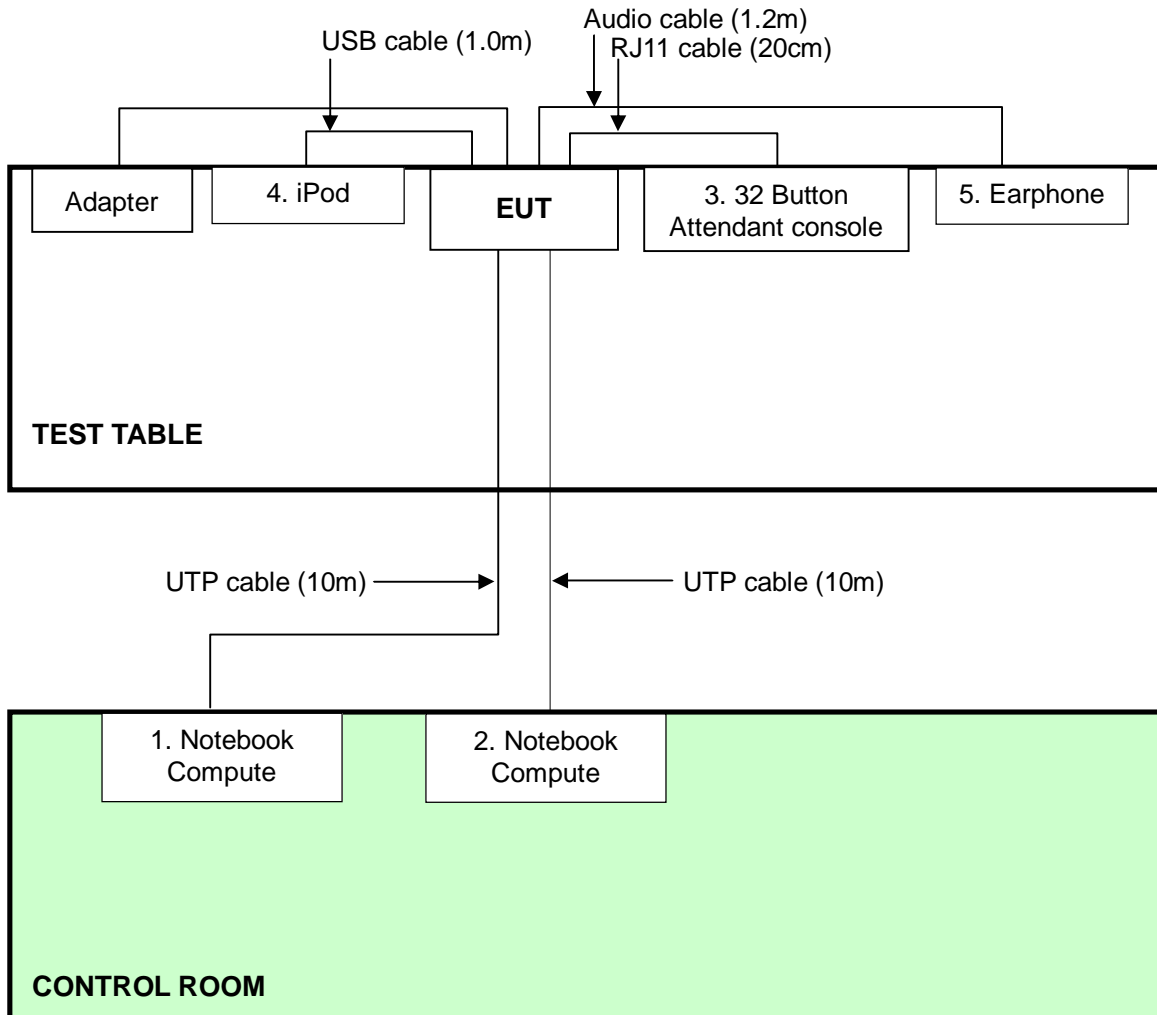 Audio cable (1.2m)
USB cable (1.0m)
RJ11 cable (20cm)
Adapter
4. iPod
EUT
3. 32 Button
Attendant console
5. Earphone
TEST TABLE
UTP cable (10m)
UTP cable (10m)
1. Notebook
Compute
2. Notebook
Compute
CONTROL ROOM